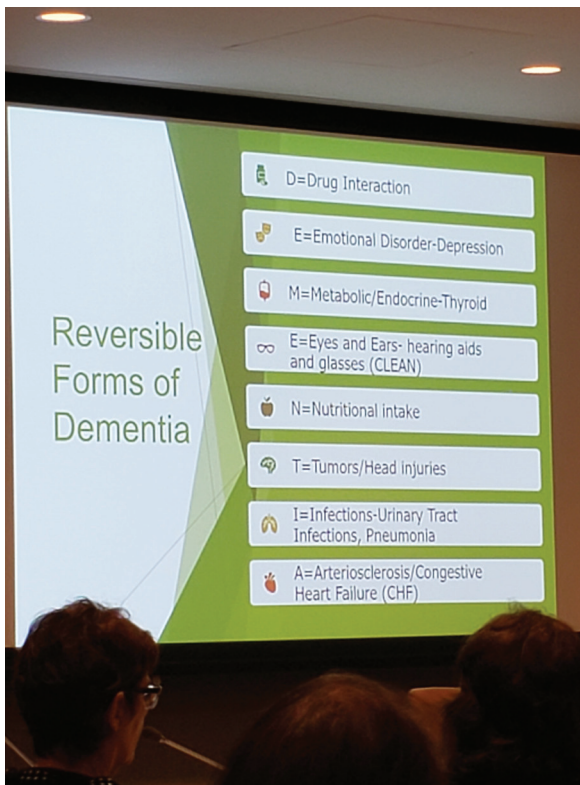 Reversible
Forms of
Dementia
D=Drug Interaction
E=Emotional Disorder-Depression
M=Metabolic/Endocrine-Thyroid
E=Eyes and Ears- hearing aids
and glasses (CLEAN)
N=Nutritional intake
T=Tumors/Head injuries
I=Infections-Urinary Tract
Infections, Pneumonia
A=Arteriosclerosis/Congestive
Heart Failure (CHF)